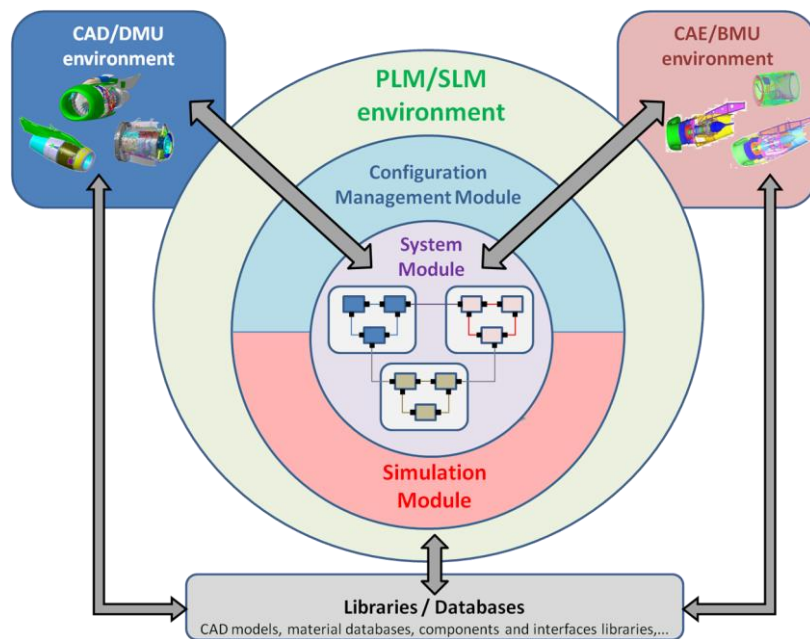 CAD/DMU
environment
CAE/BMU
environment
PLM/SLM
environment
Configuration
Management Module
System
Module
Simulation
Module
Libraries / Databases
CAD models, material databases, components and interfaces libraries,...